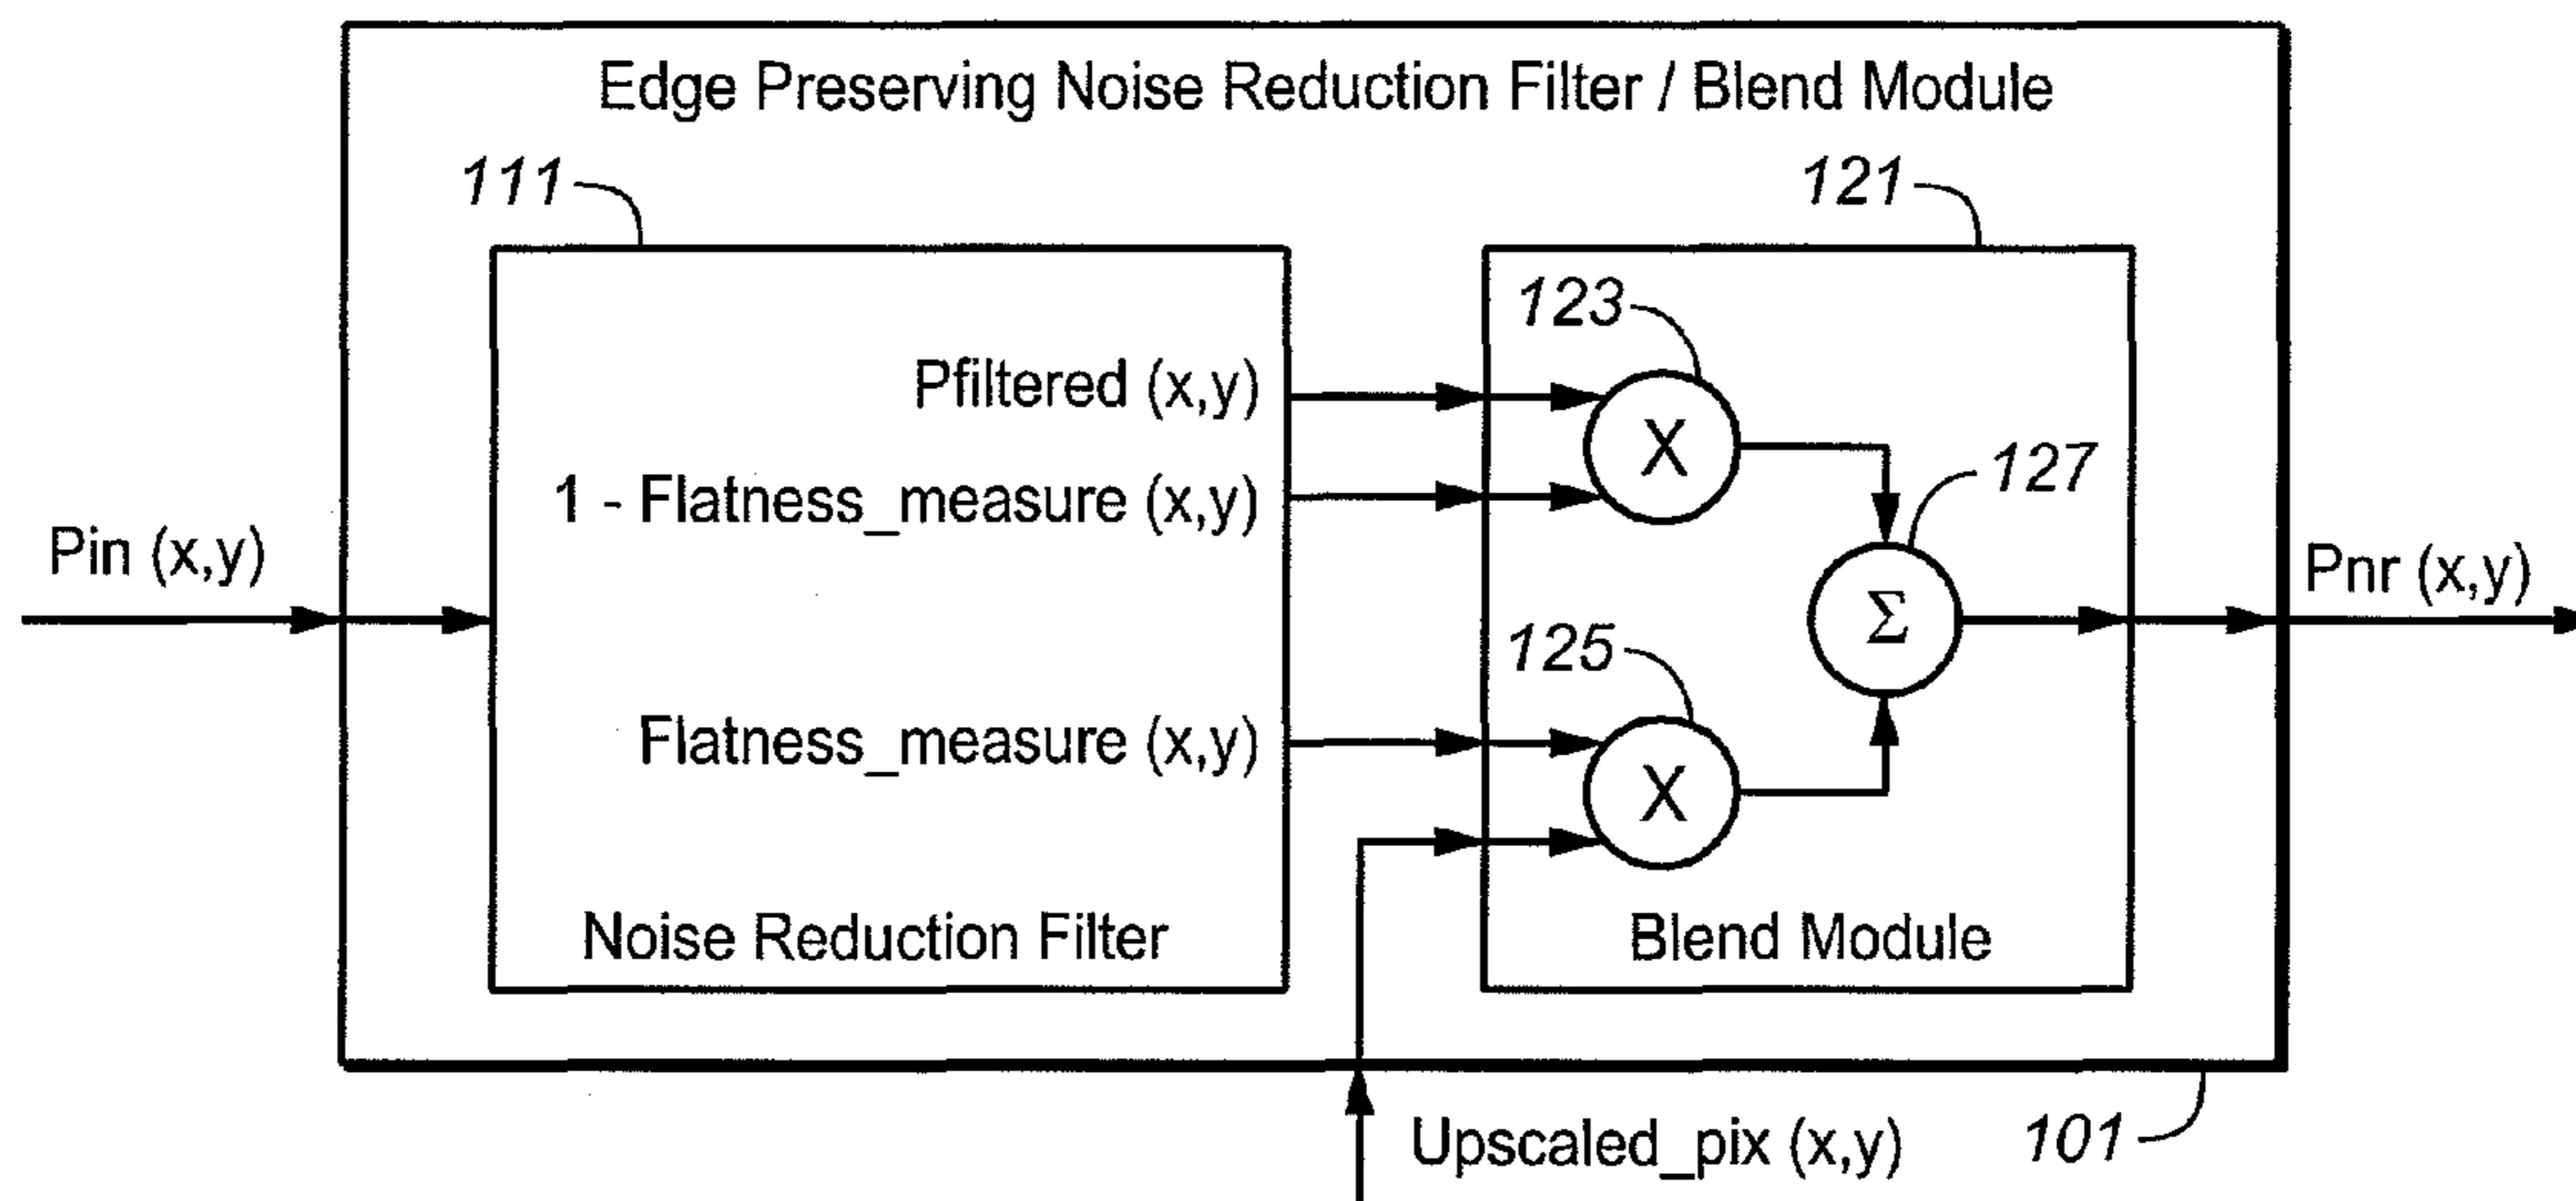 Edge Preserving Noise Reduction Filter / Blend Module
111
121
123
Pfiltered (x,y)
X
1 - Flatness_measure (x,y)
127
Pin (x,y)
Pnr (x,y)
Σ
125
Flatness_measure (x,y)
X
Noise Reduction Filter
Blend Module
Upscaled_pix (x,y)
101